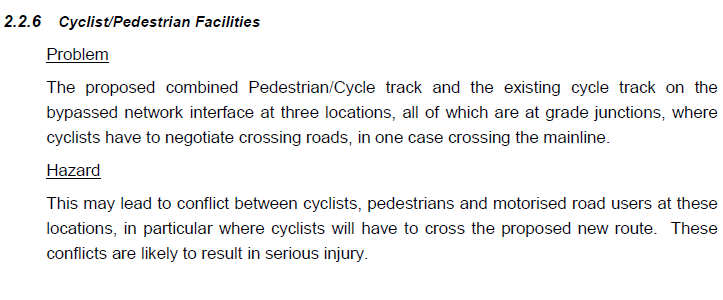 2.2.6 Cyclist/Pedestrian Facilities
Problem
The proposed combined Pedestrian/Cycle track and the existing cycle track on the
bypassed network interface at three locations, all of which are at grade junctions, where
cyclists have to negotiate crossing roads, in one case crossing the mainline.
Hazard
This may lead to conflict between cyclists, pedestrians and motorised road users at these
locations, in particular where cyclists will have to cross the proposed new route. These
conflicts are likely to result in serious injury.